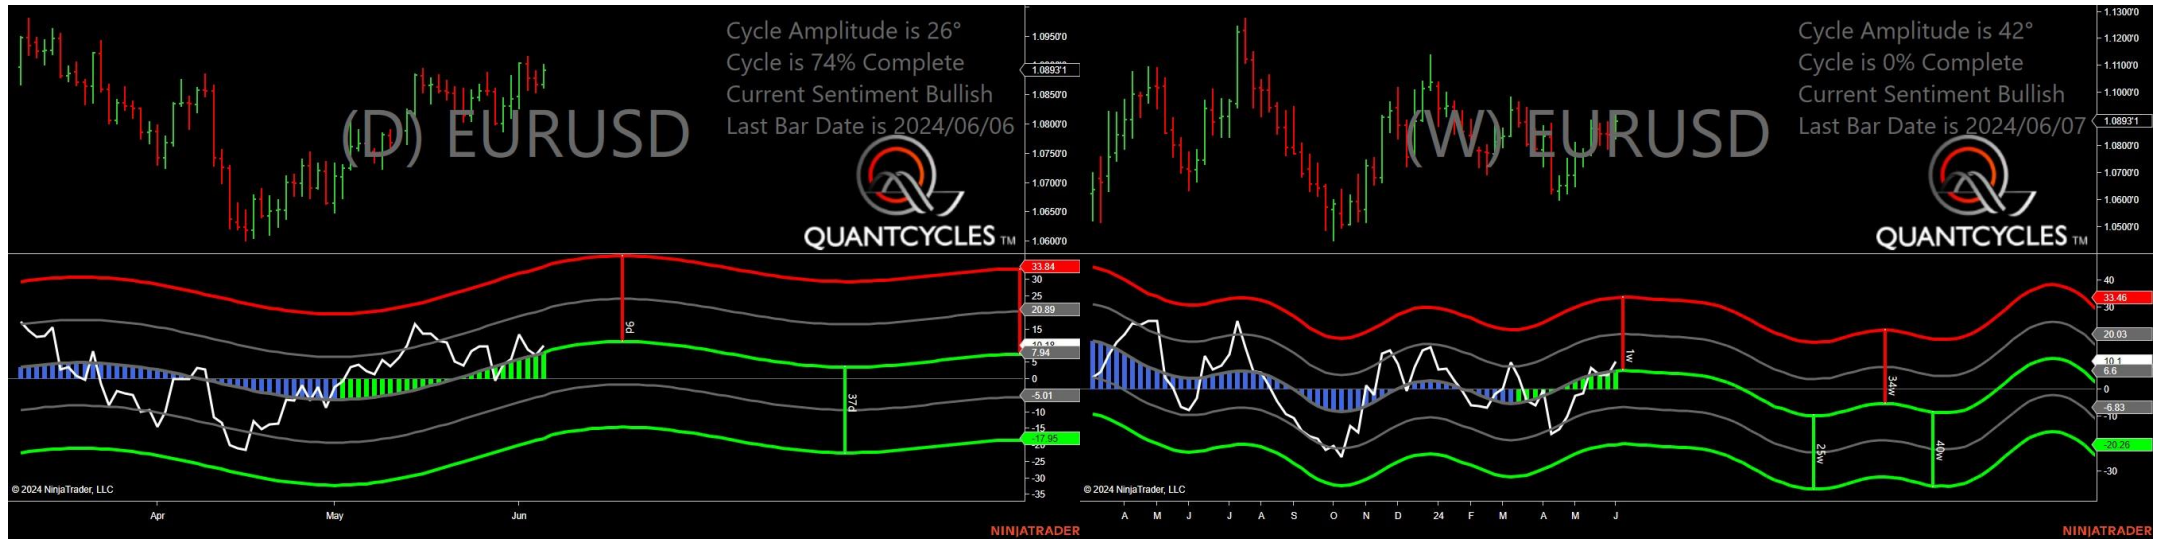 Cycle Amplitude is 26°
Cycle is 74% Complete
Current Sentiment Bullish
Last Bar Date is 2024/06/06
(D) EURUSD
QUANTCYCLES TM
1.0950'0
1.0893'1
1.0850'0
1.0800'0
1.0750'0
1.0700'0
1.0650'0
1.0600'0
33.84
30
25
20.89
15
7.94
5
0
-5.01
-10
-15
-17.95
-25
-30
-35
9d
37d
© 2024 NinjaTrader, LLC
Apr May Jun
NINJATRADER
Cycle Amplitude is 42°
Cycle is 0% Complete
Current Sentiment Bullish
Last Bar Date is 2024/06/07
(W) EURUSD
QUANTCYCLES TM
1.1300'0
1.1200'0
1.1100'0
1.1000'0
1.0893'1
1.0800'0
1.0700'0
1.0600'0
1.0500'0
40
33.46
30
20.03
10.1
6.6
0
-6.83
-10
-20.26
-30
1w
34w
25w
40w
© 2024 NinjaTrader, LLC
A M J J A S O N D 24 F M A M J
NINJATRADER